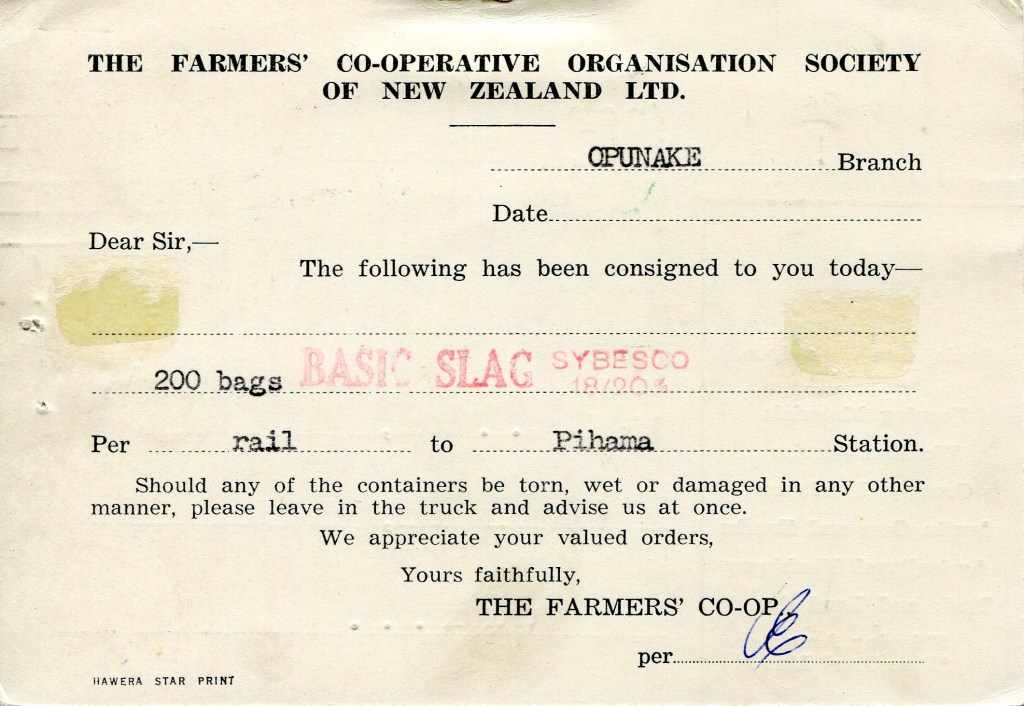 THE FARMERS' CO-OPERATIVE ORGANISATION SOCIETY
OF NEW ZEALAND LTD.
OPUNAKE Branch
Date
Dear Sir,—
The following has been consigned to you today—
200 bags BASIC SLAG SYBESCO
18/20%
Per rail to Pihama Station.
Should any of the containers be torn, wet or damaged in any other
manner, please leave in the truck and advise us at once.
We appreciate your valued orders,
Yours faithfully,
THE FARMERS' CO-OP.
per
HAWERA STAR PRINT